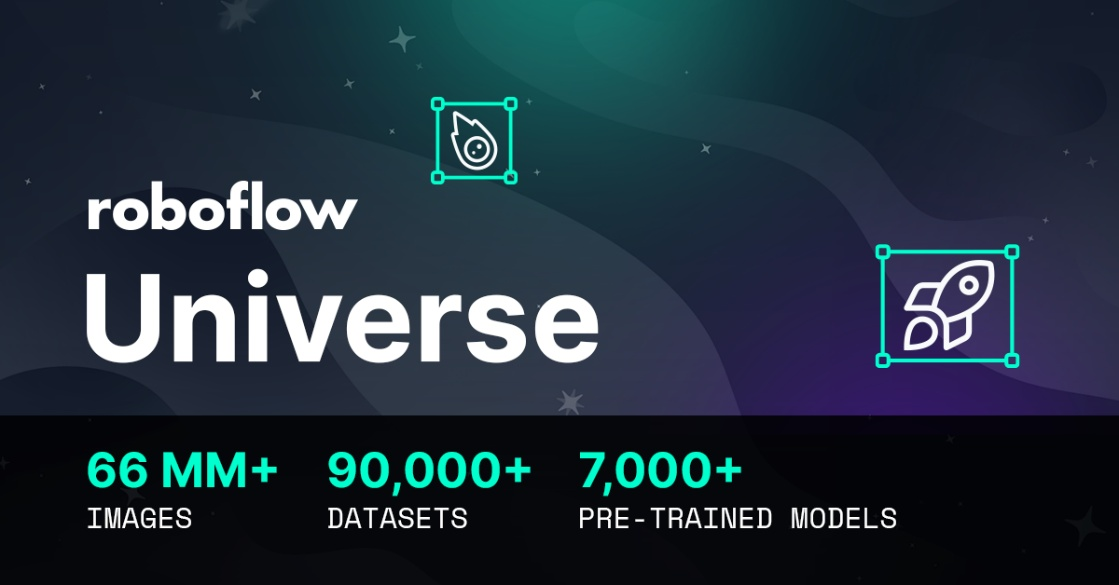 roboflow
Universe
66 MM+ 90,000+ 7,000+
IMAGES DATASETS PRE-TRAINED MODELS